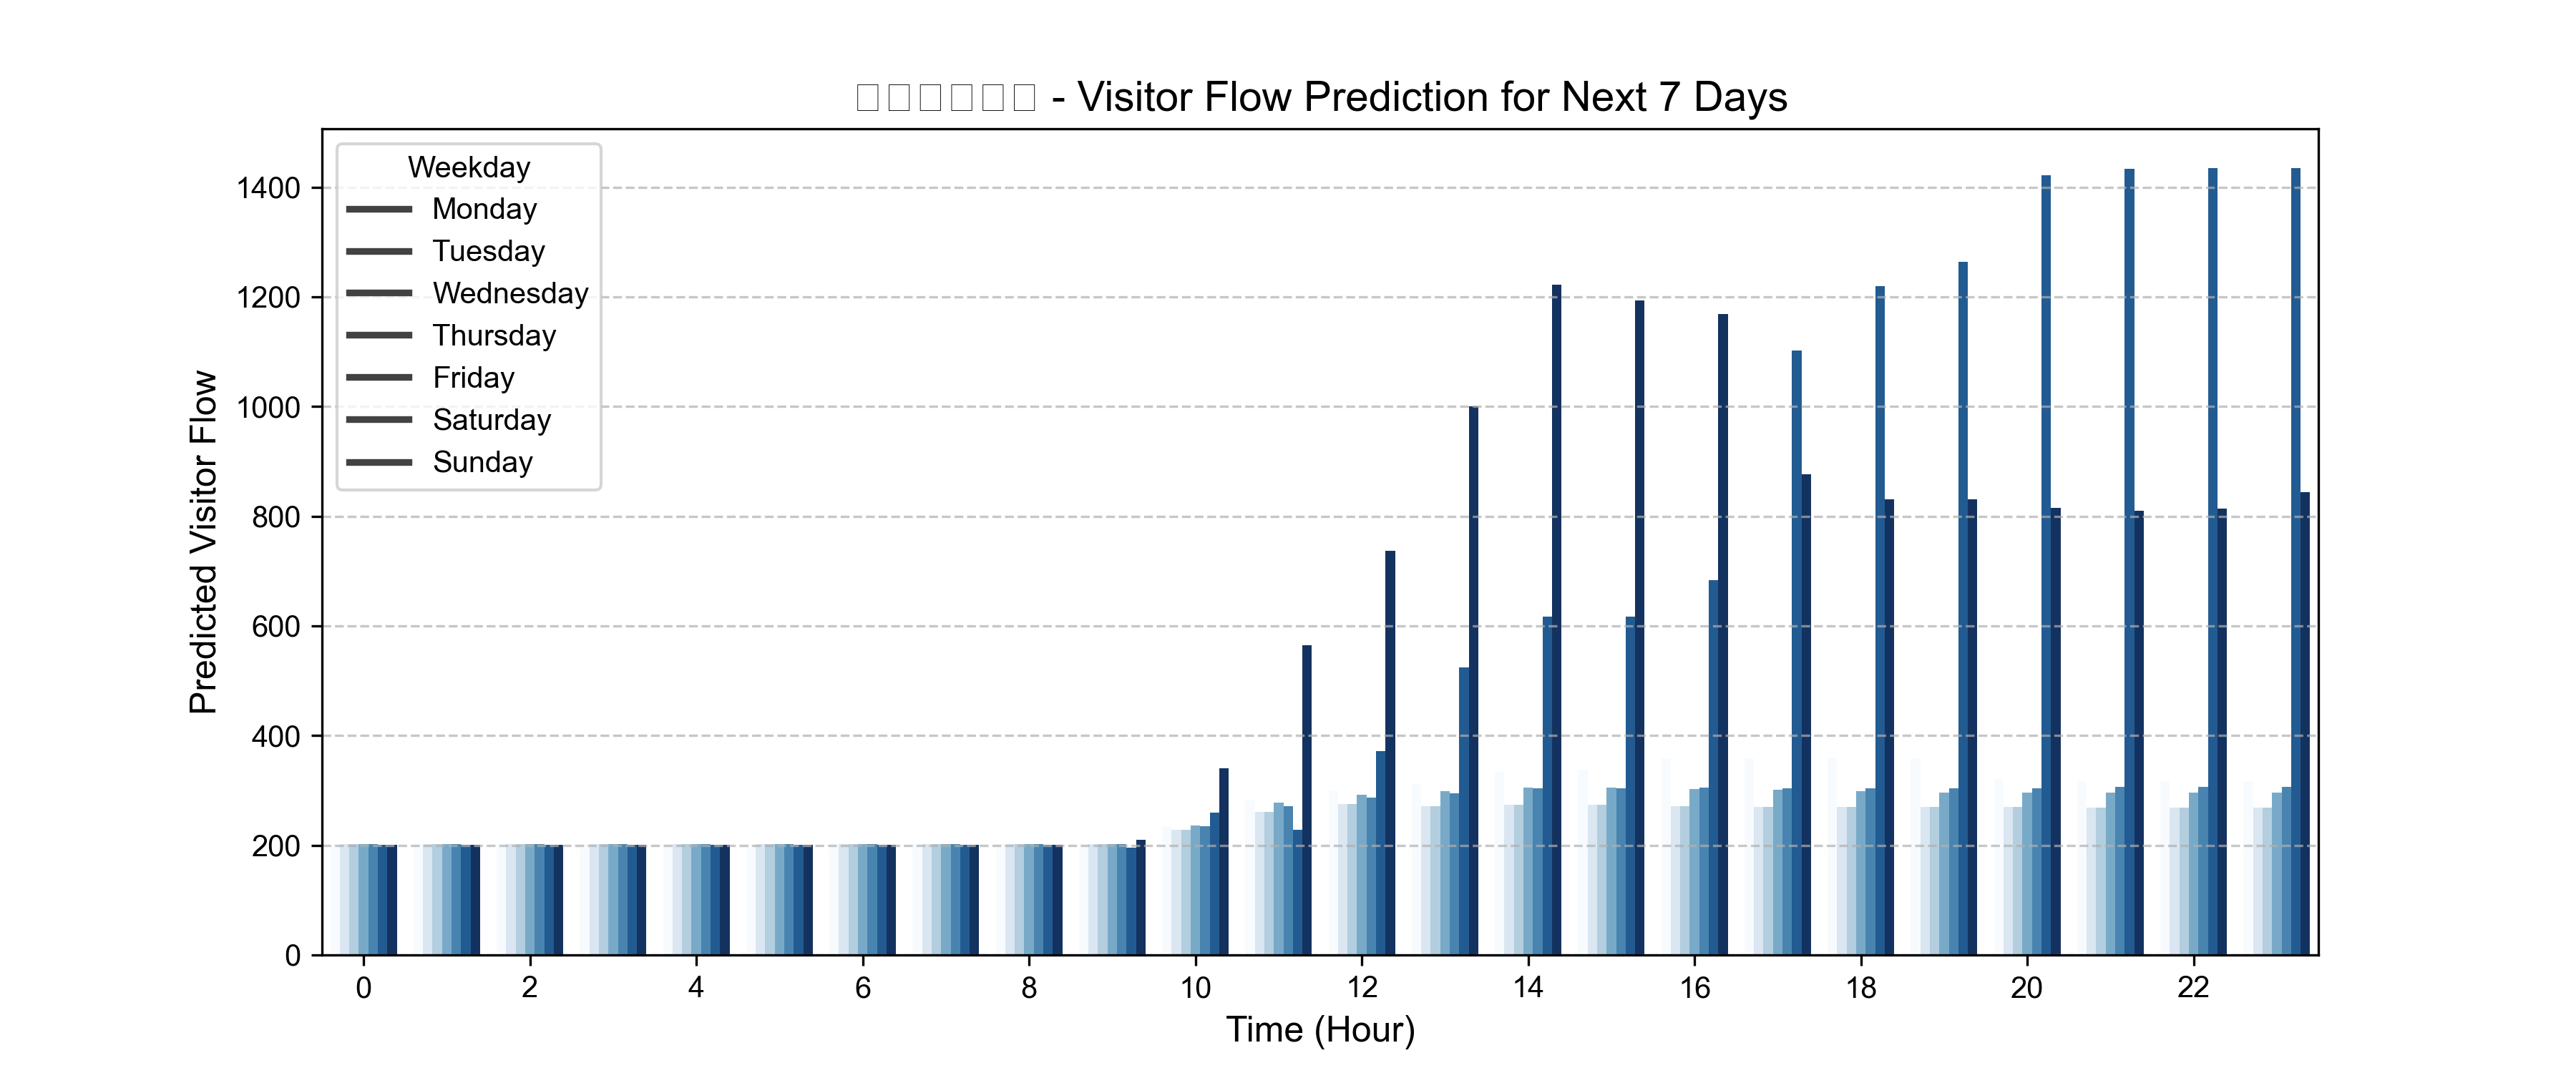 □□□□□□ - Visitor Flow Prediction for Next 7 Days
Weekday
Monday
Tuesday
Wednesday
Thursday
Friday
Saturday
Sunday
Predicted Visitor Flow
1400
1200
1000
800
600
400
200
0
0 2 4 6 8 10 12 14 16 18 20 22
Time (Hour)